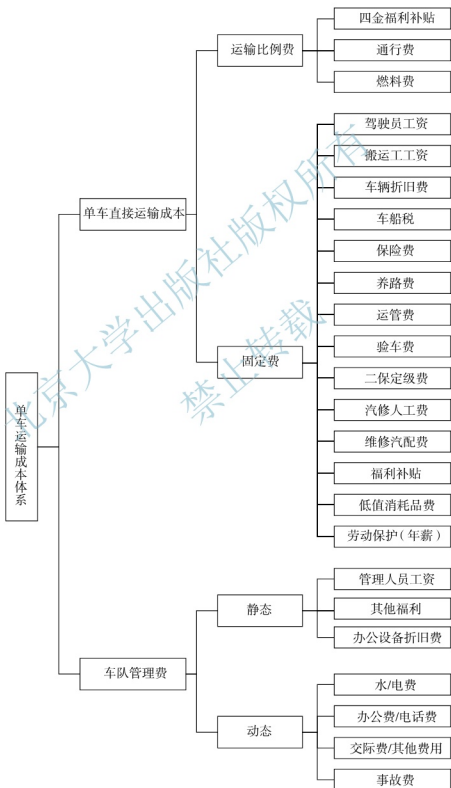 四金福利补贴
运输比例费
通行费
燃料费
驾驶员工资
搬运工工资
车辆折旧费
单车直接运输成本
车船税
保险费
养路费
运管费
验车费
固定费
二保定级费
汽修人工费
单车运输成本体系
维修汽配费
福利补贴
低值消耗品费
劳动保护(年薪)
管理人员工资
静态
其他福利
办公设备折旧费
车队管理费
水/电费
办公费/电话费
动态
交际费/其他费用
事故费
北京大学出版社版权所有
禁止转载